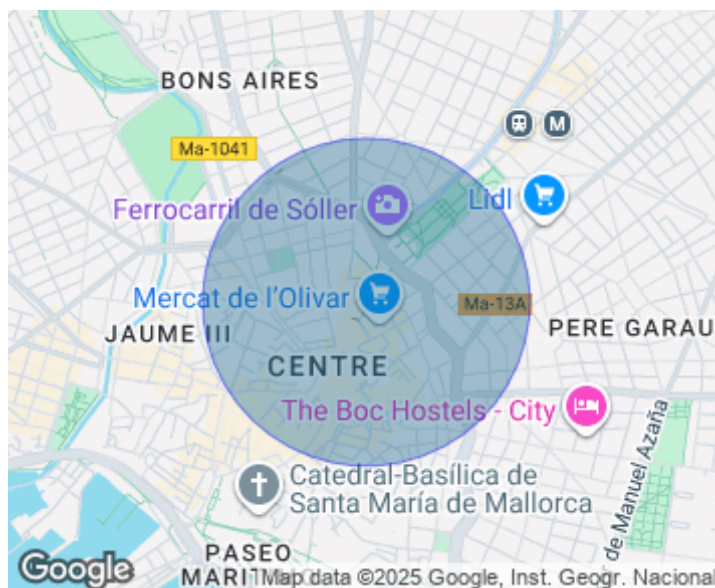 BONS AIRES
Ma-1041
M
Ferrocarril de Sóller
Lidl
Mercat de l'Olivar
Ma-13A
JAUME III
PERE GARAU
CENTRE
The Boc Hostels - City
de Manuel Azaña
Catedral-Basílica de
Santa María de Mallorca
PASEO
Google
Map data ©2025 Google, Inst. Geogr. Nacional